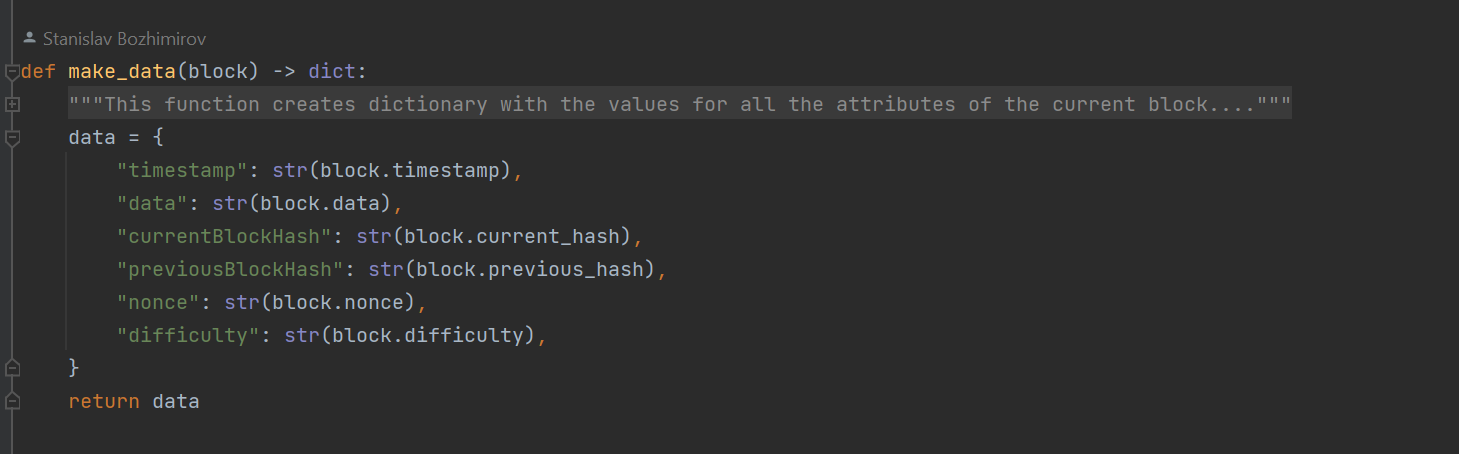 Stanislav Bozhimirov
def make_data(block) -> dict:
    """This function creates dictionary with the values for all the attributes of the current block...."""
    data = {
        "timestamp": str(block.timestamp),
        "data": str(block.data),
        "currentBlockHash": str(block.current_hash),
        "previousBlockHash": str(block.previous_hash),
        "nonce": str(block.nonce),
        "difficulty": str(block.difficulty),
    }
    return data